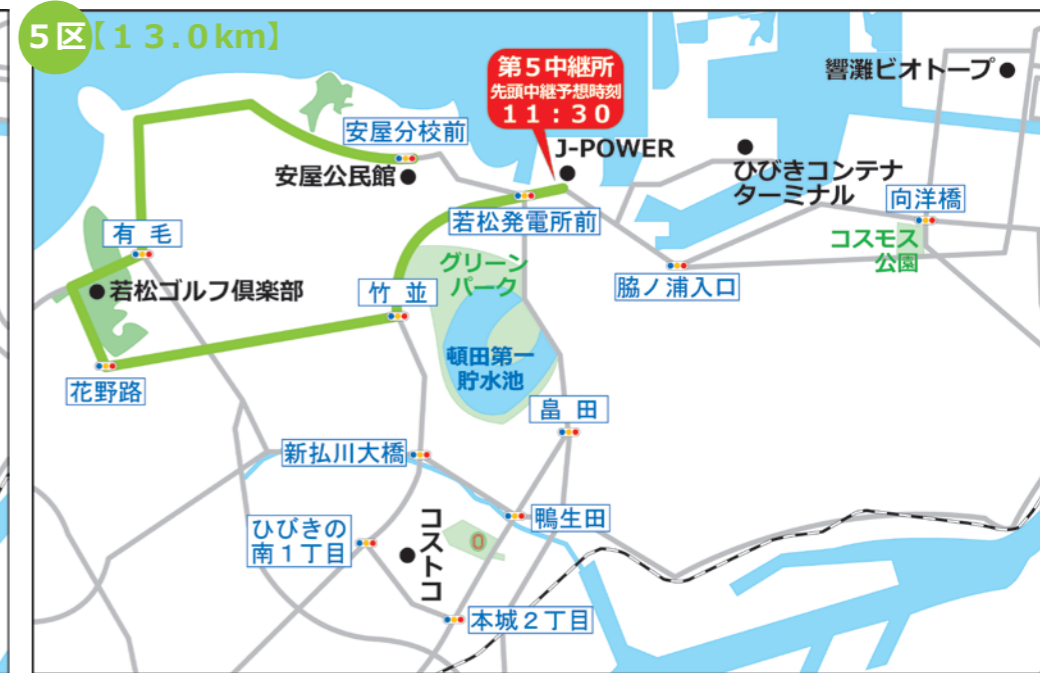 5区【13.0km】
第5中継所
先頭中継予想時刻
11:30
響灘ビオトープ
安屋分校前
J-POWER
安屋公民館
ひびきコンテナ
ターミナル
向洋橋
若松発電所前
有毛
コスモス
公園
グリーン
パーク
脇ノ浦入口
若松ゴルフ倶楽部
竹並
頓田第一
貯水池
花野路
畠田
新払川大橋
コストコ
鴨生田
ひびきの
南1丁目
0
本城2丁目